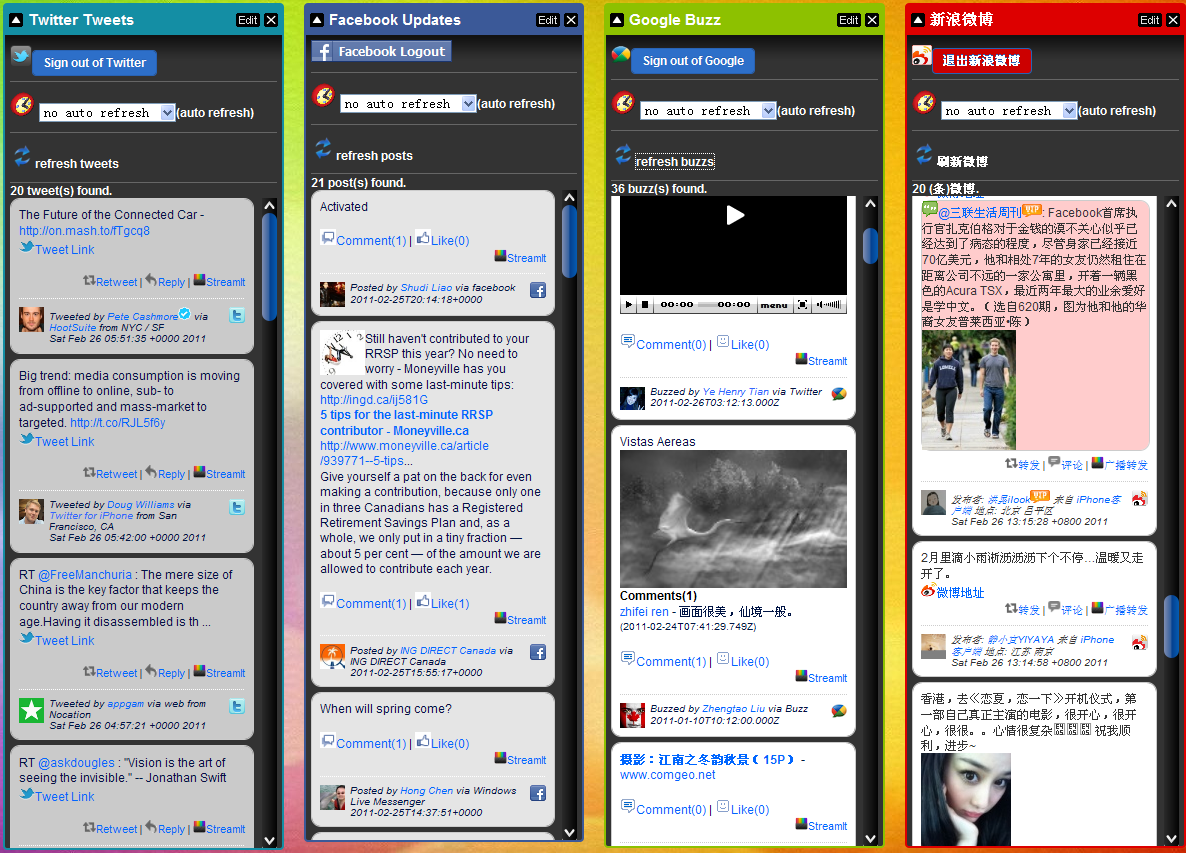 Twitter Tweets
Edit
Sign out of Twitter
no auto refresh
(auto refresh)
refresh tweets
20 tweet(s) found.
The Future of the Connected Car -
http://on.mash.to/fTgcq8
Tweet Link
Retweet | Reply | StreamIt
Tweeted by Pete Cashmore via
HootSuite from NYC / SF
Sat Feb 26 05:51:35 +0000 2011
Big trend: media consumption is moving
from offline to online, sub- to
ad-supported and mass-market to
targeted. http://t.co/RJL5f6y
Tweet Link
Retweet | Reply | StreamIt
Tweeted by Doug Williams via
Twitter for iPhone from San
Francisco, CA
Sat Feb 26 05:42:00 +0000 2011
RT @FreeManchuria : The mere size of
China is the key factor that keeps the
country away from our modern
age.Having it disassembled is th ...
Tweet Link
Retweet | Reply | StreamIt
Tweeted by appgam via web from
Nocation
Sat Feb 26 04:57:21 +0000 2011
RT @askdougles : "Vision is the art of
seeing the invisible." -- Jonathan Swift
Tweet Link
Retweet | Reply | StreamIt
Facebook Updates
Edit
Facebook Logout
no auto refresh
(auto refresh)
refresh posts
21 post(s) found.
Activated
Comment(1) | Like(0)
StreamIt
Posted by Shudi Liao via facebook
2011-02-25T20:14:18+0000
Still haven't contributed to your
RRSP this year? No need to
worry - Moneyville has you
covered with some last-minute tips:
http://ingd.ca/ij581G
5 tips for the last-minute RRSP
contributor - Moneyville.ca
http://www.moneyville.ca/article
/939771--5-tips...
Give yourself a pat on the back for even
making a contribution, because only one
in three Canadians has a Registered
Retirement Savings Plan and, as a
whole, we only put in a tiny fraction —
about 5 per cent — of the amount we are
allowed to contribute each year.
Comment(1) | Like(1)
StreamIt
Posted by ING DIRECT Canada via
ING DIRECT Canada
2011-02-25T15:55:17+0000
When will spring come?
Comment(1) | Like(0)
StreamIt
Posted by Hong Chen via Windows
Live Messenger
2011-02-25T14:37:51+0000
Google Buzz
Edit
Sign out of Google
no auto refresh
(auto refresh)
refresh buzzs
36 buzz(s) found.
00:00 00:00 menu
Comment(0) | Like(0)
StreamIt
Buzzed by Ye Henry Tian via Twitter
2011-02-26T03:12:13.000Z
Vistas Aereas
Comments(1)
zhifei ren - 画面很美，仙境一般。
(2011-02-24T07:41:29.749Z)
Comment(1) | Like(0)
StreamIt
Buzzed by Zhengtao Liu via Buzz
2011-01-10T10:12:00.000Z
摄影：江南之冬韵秋景（15P） -
www.comgeo.net
Comment(0) | Like(0)
StreamIt
新浪微博
Edit
退出新浪微博
no auto refresh
(auto refresh)
刷新微博
20 (条)微博.
@三联生活周刊 : Facebook首席执
行官扎克伯格对于金钱的漠不关心似乎已
经达到了病态的程度，尽管身家已经接近
70亿美元，他和相处7年的女友仍然租住在
距离公司不远的一家公寓里，开着一辆黑
色的Acura TSX，最近两年最大的业余爱好
是学中文。（选自620期，图为他和他的华
裔女友普莱西亚·陈）
转发 | 评论 | 广播转发
发布者: 洪晃ilook 来自 iPhone客
户端 地点: 北京 昌平区
Sat Feb 26 13:15:28 +0800 2011
2月里滴小雨淅沥沥沥下个不停…温暖又走
开了。
微博地址
转发 | 评论 | 广播转发
小女YIYAYA 来自 iPhone
客户端 地点: 江苏 南京
Sat Feb 26 13:14:58 +0800 2011
香港，去≪恋夏，恋一下≫开机仪式，第
一部自己真正主演的电影，很开心，很开
心，很很。。心情很复杂 祝我顺
利，进步~